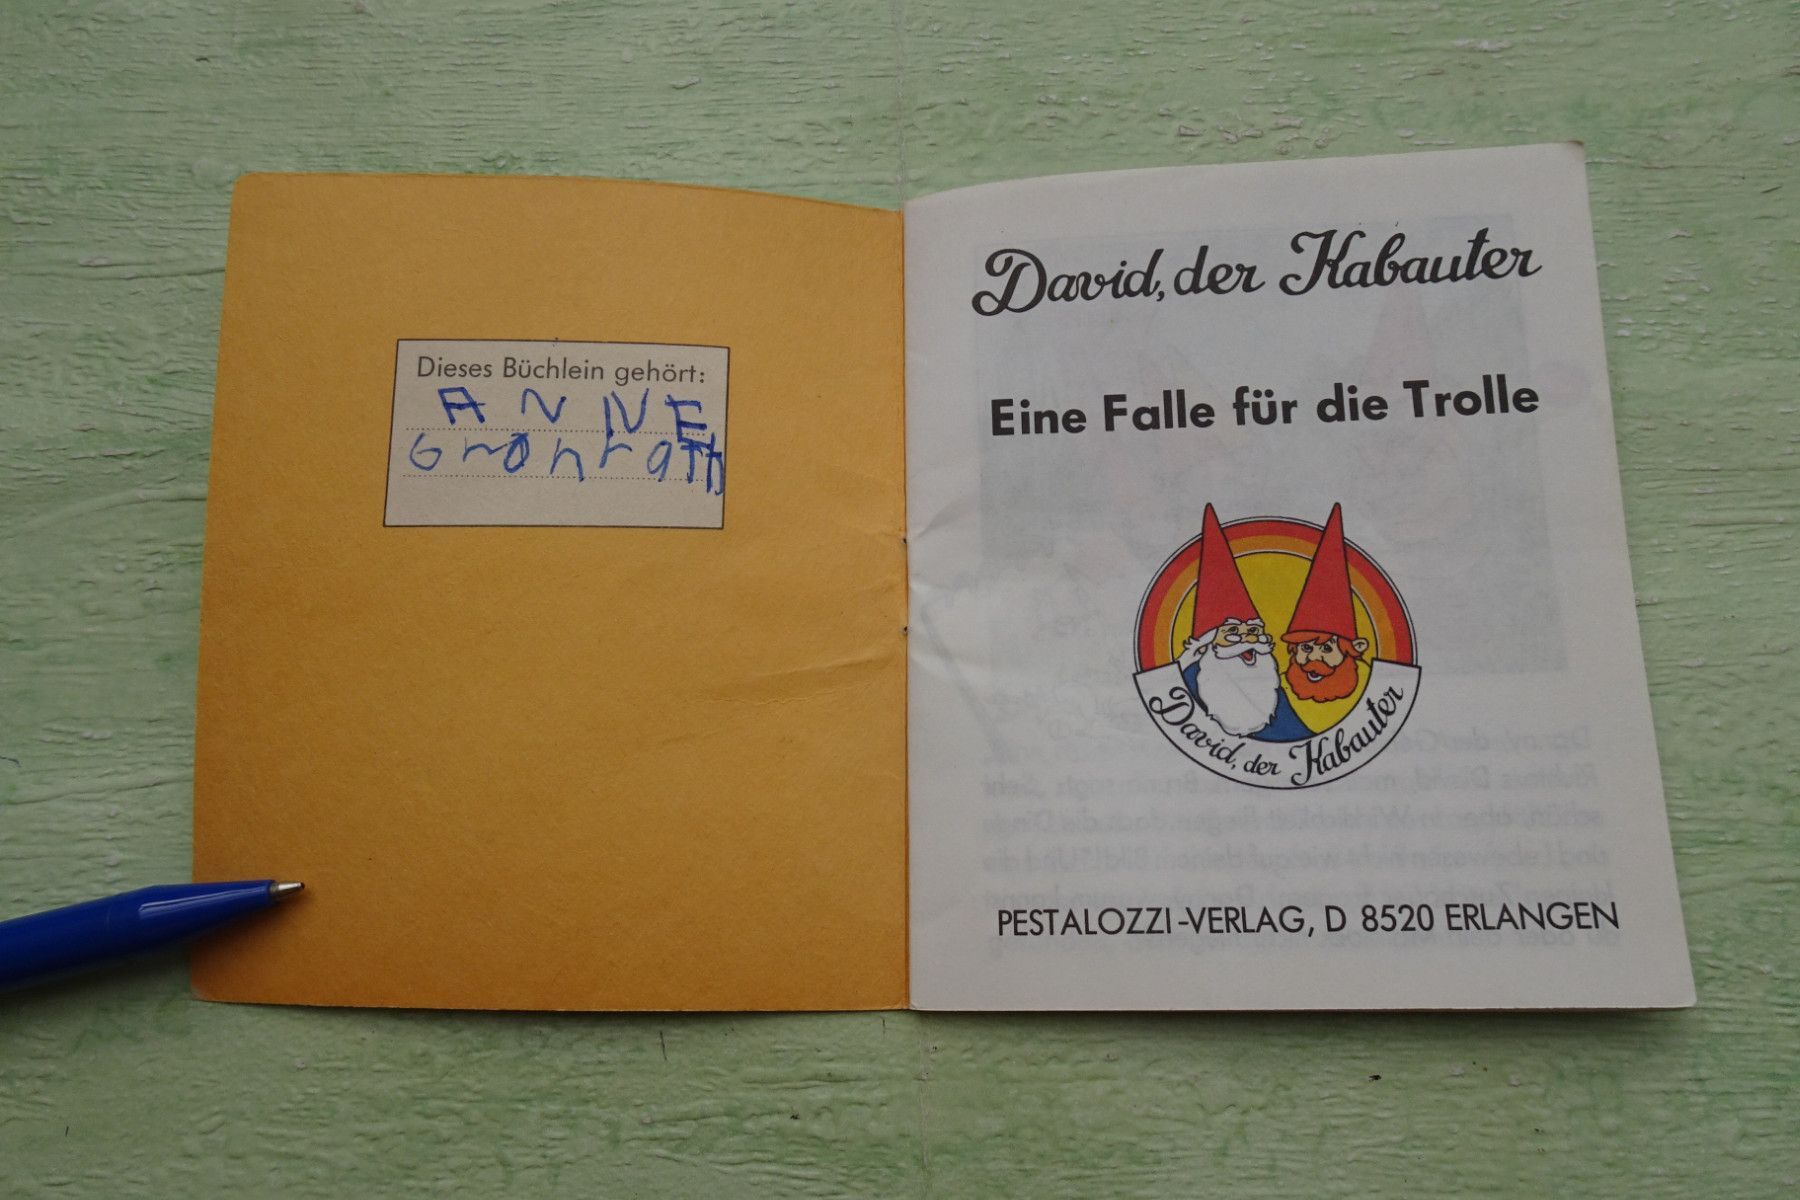 Dieses Büchlein gehört:
ANNE
David, der Kabauter
Eine Falle für die Trolle
David, der Kabauter
PESTALOZZI-VERLAG, D 8520 ERLANGEN